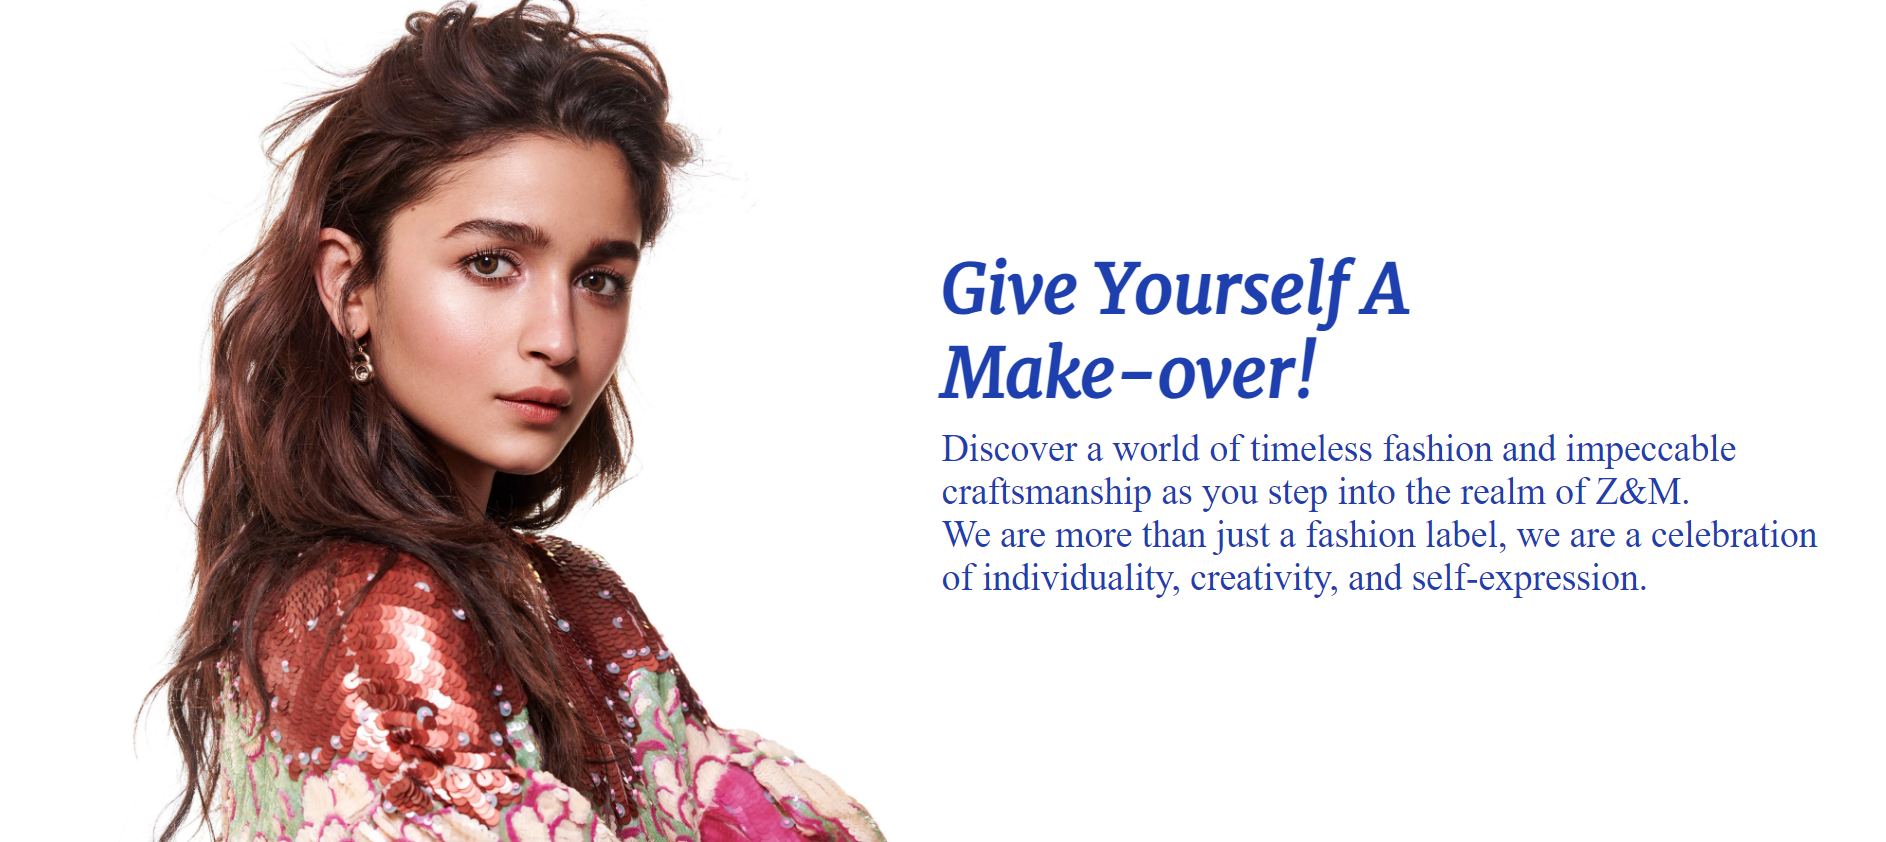 Give Yourself A
Make-over!
Discover a world of timeless fashion and impeccable
craftsmanship as you step into the realm of Z&M.
We are more than just a fashion label, we are a celebration
of individuality, creativity, and self-expression.